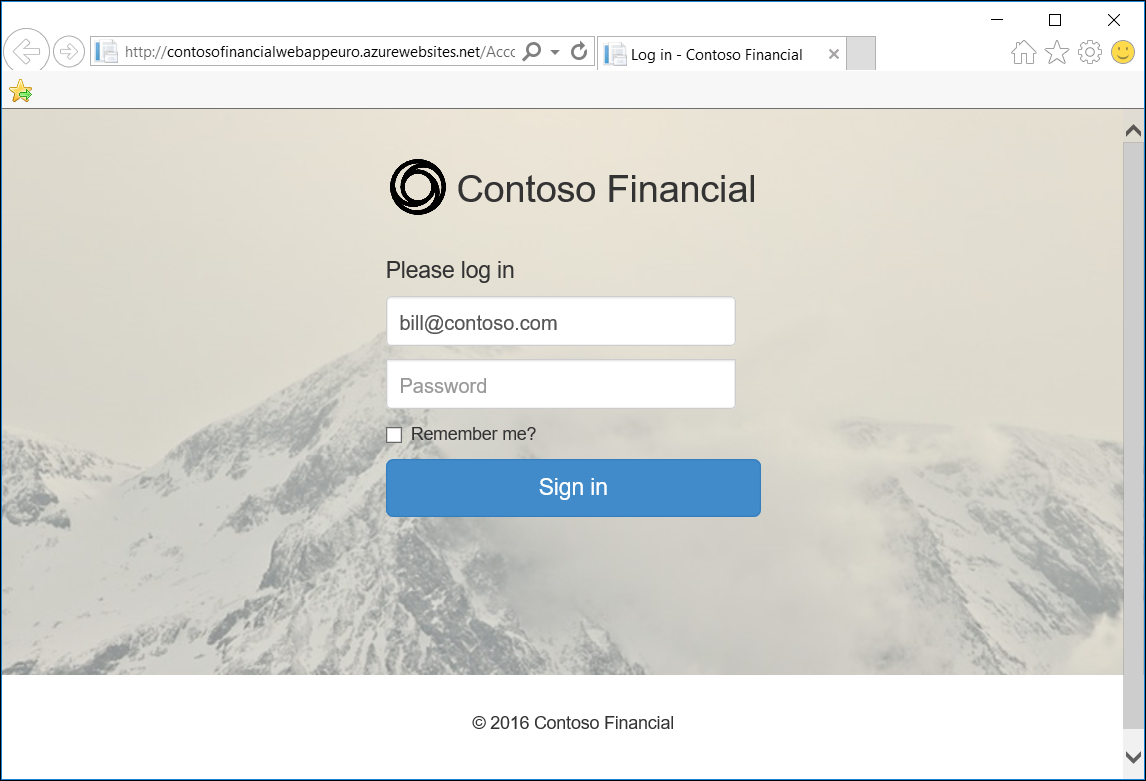 http://contosofinancialwebappeuro.azurewebsites.net/Accc
Log in - Contoso Financial
Contoso Financial
Please log in
bill@contoso.com
Password
Remember me?
Sign in
© 2016 Contoso Financial